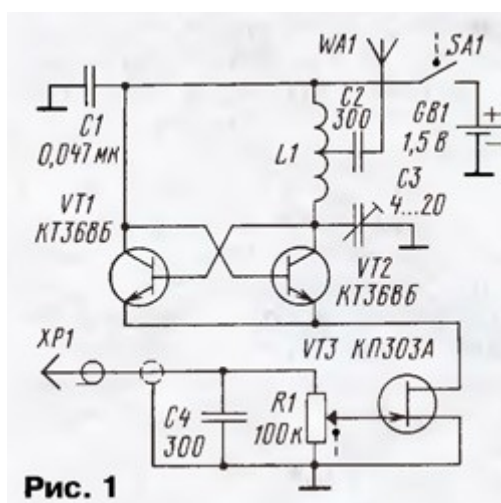 WA1
SA1
C2
300
GB1
1,5 В
+
−
C1
0,047 мк
L1
C3
4...20
VT1
КТ368Б
VT2
КТ368Б
XP1
VT3 КП303А
C4
300
R1
100 к
Рис. 1